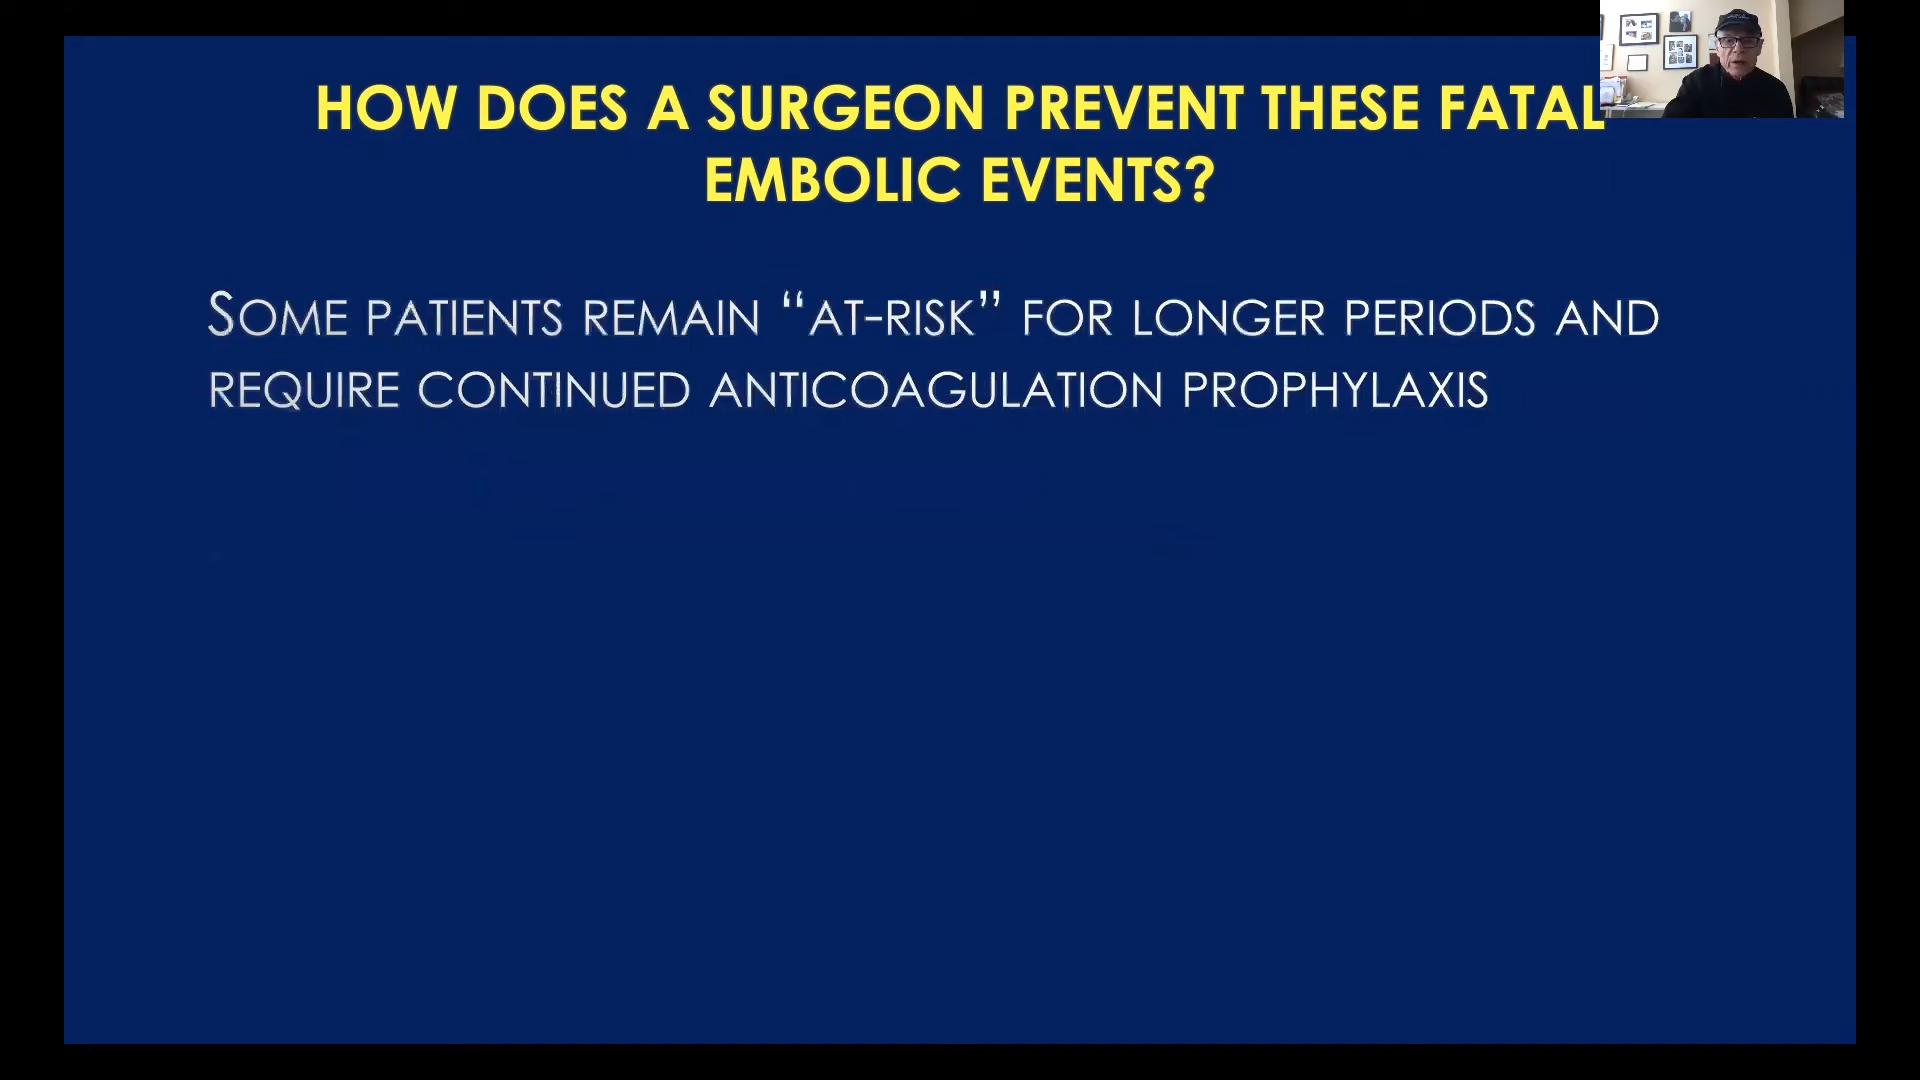 HOW DOES A SURGEON PREVENT THESE FATAL
EMBOLIC EVENTS?
SOME PATIENTS REMAIN “AT-RISK” FOR LONGER PERIODS AND
REQUIRE CONTINUED ANTICOAGULATION PROPHYLAXIS